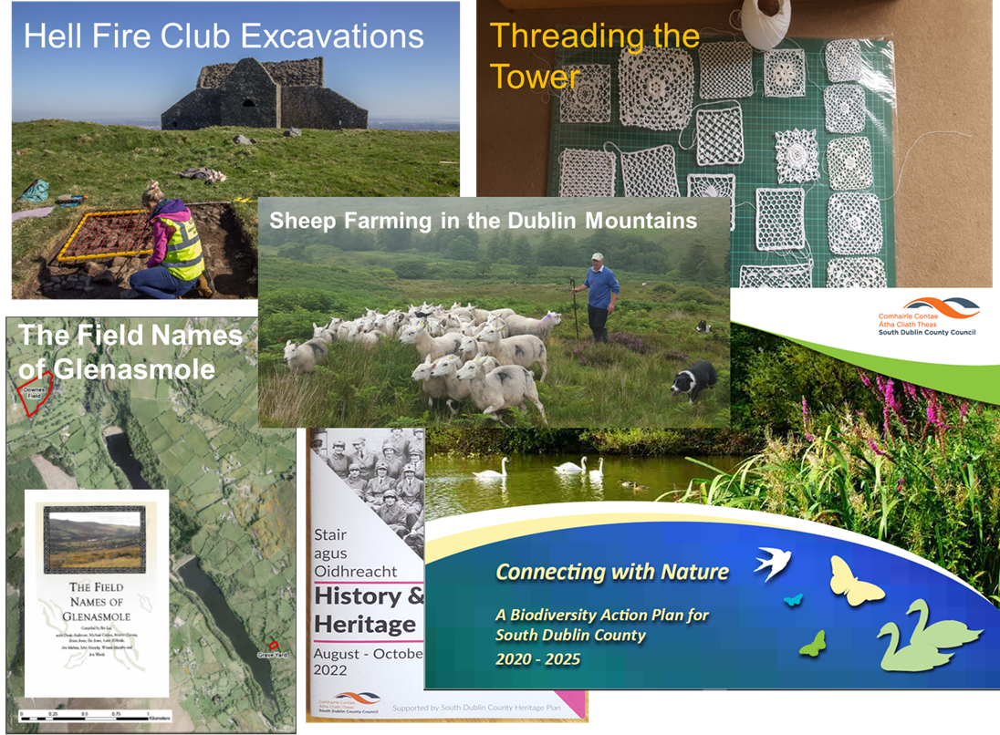 Hell Fire Club Excavations
Threading the
Tower
Sheep Farming in the Dublin Mountains
Comhairle Contae
Átha Cliath Theas
South Dublin County Council
The Field Names
of Glenasmole
Downes
Field
THE FIELD
NAMES OF
GLENASMOLE
Grave Yard
0 0.25 0.5 0.75 1
Kilometers
Stair
agus
Oidhreacht
History &
Heritage
August - Octobe
2022
Comhairle Contae
Átha Cliath Theas
South Dublin County Council
Supported by South Dublin County Heritage Plan
Connecting with Nature
A Biodiversity Action Plan for
South Dublin County
2020 - 2025